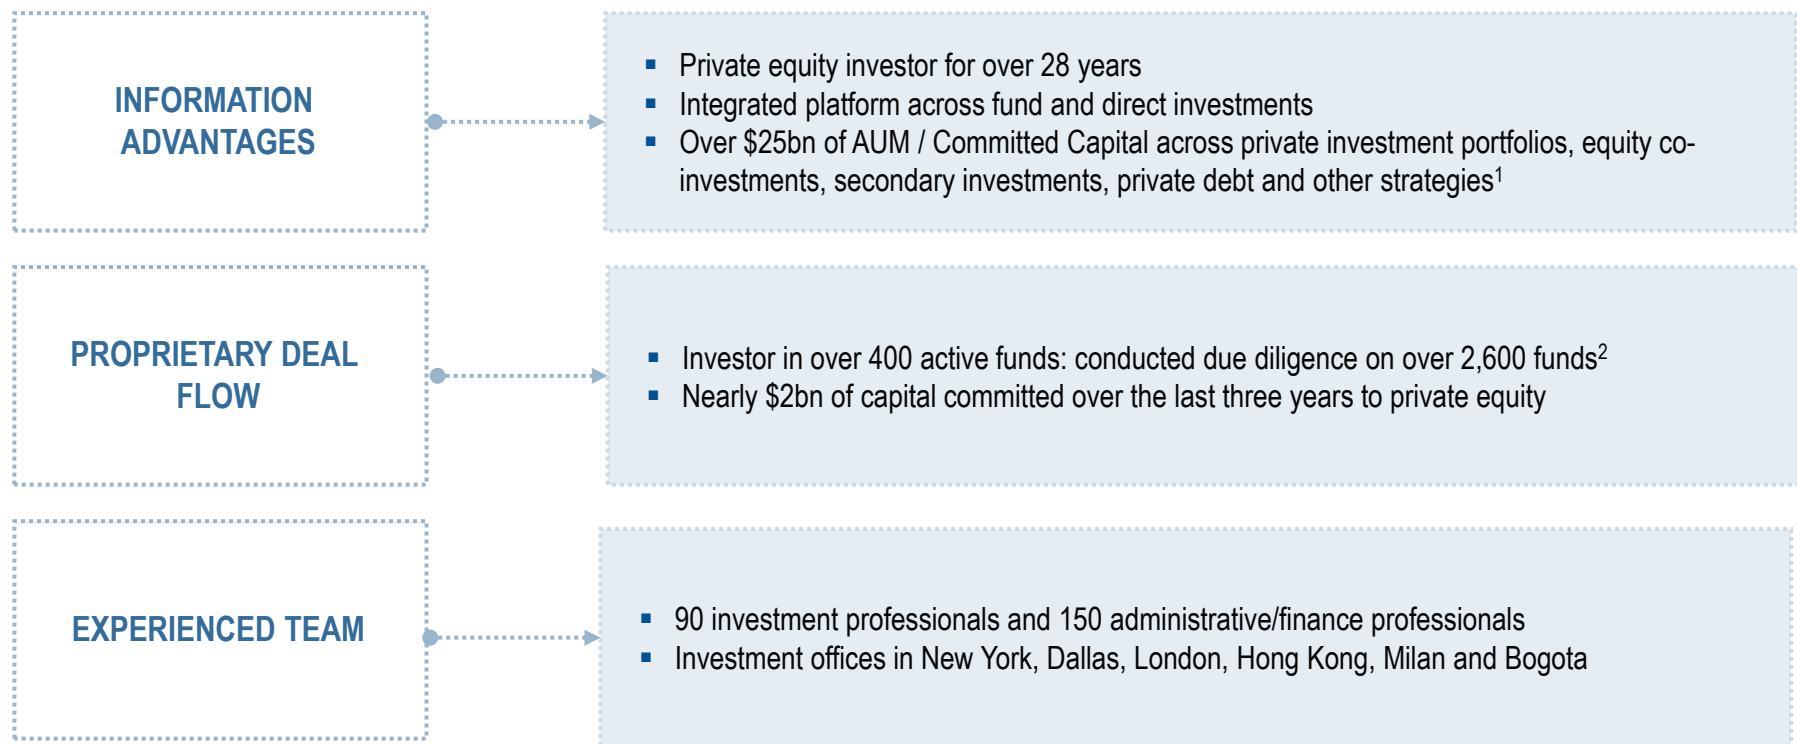 INFORMATION
ADVANTAGES
▪ Private equity investor for over 28 years
▪ Integrated platform across fund and direct investments
▪ Over $25bn of AUM / Committed Capital across private investment portfolios, equity co-
investments, secondary investments, private debt and other strategies¹
PROPRIETARY DEAL
FLOW
▪ Investor in over 400 active funds: conducted due diligence on over 2,600 funds²
▪ Nearly $2bn of capital committed over the last three years to private equity
EXPERIENCED TEAM
▪ 90 investment professionals and 150 administrative/finance professionals
▪ Investment offices in New York, Dallas, London, Hong Kong, Milan and Bogota